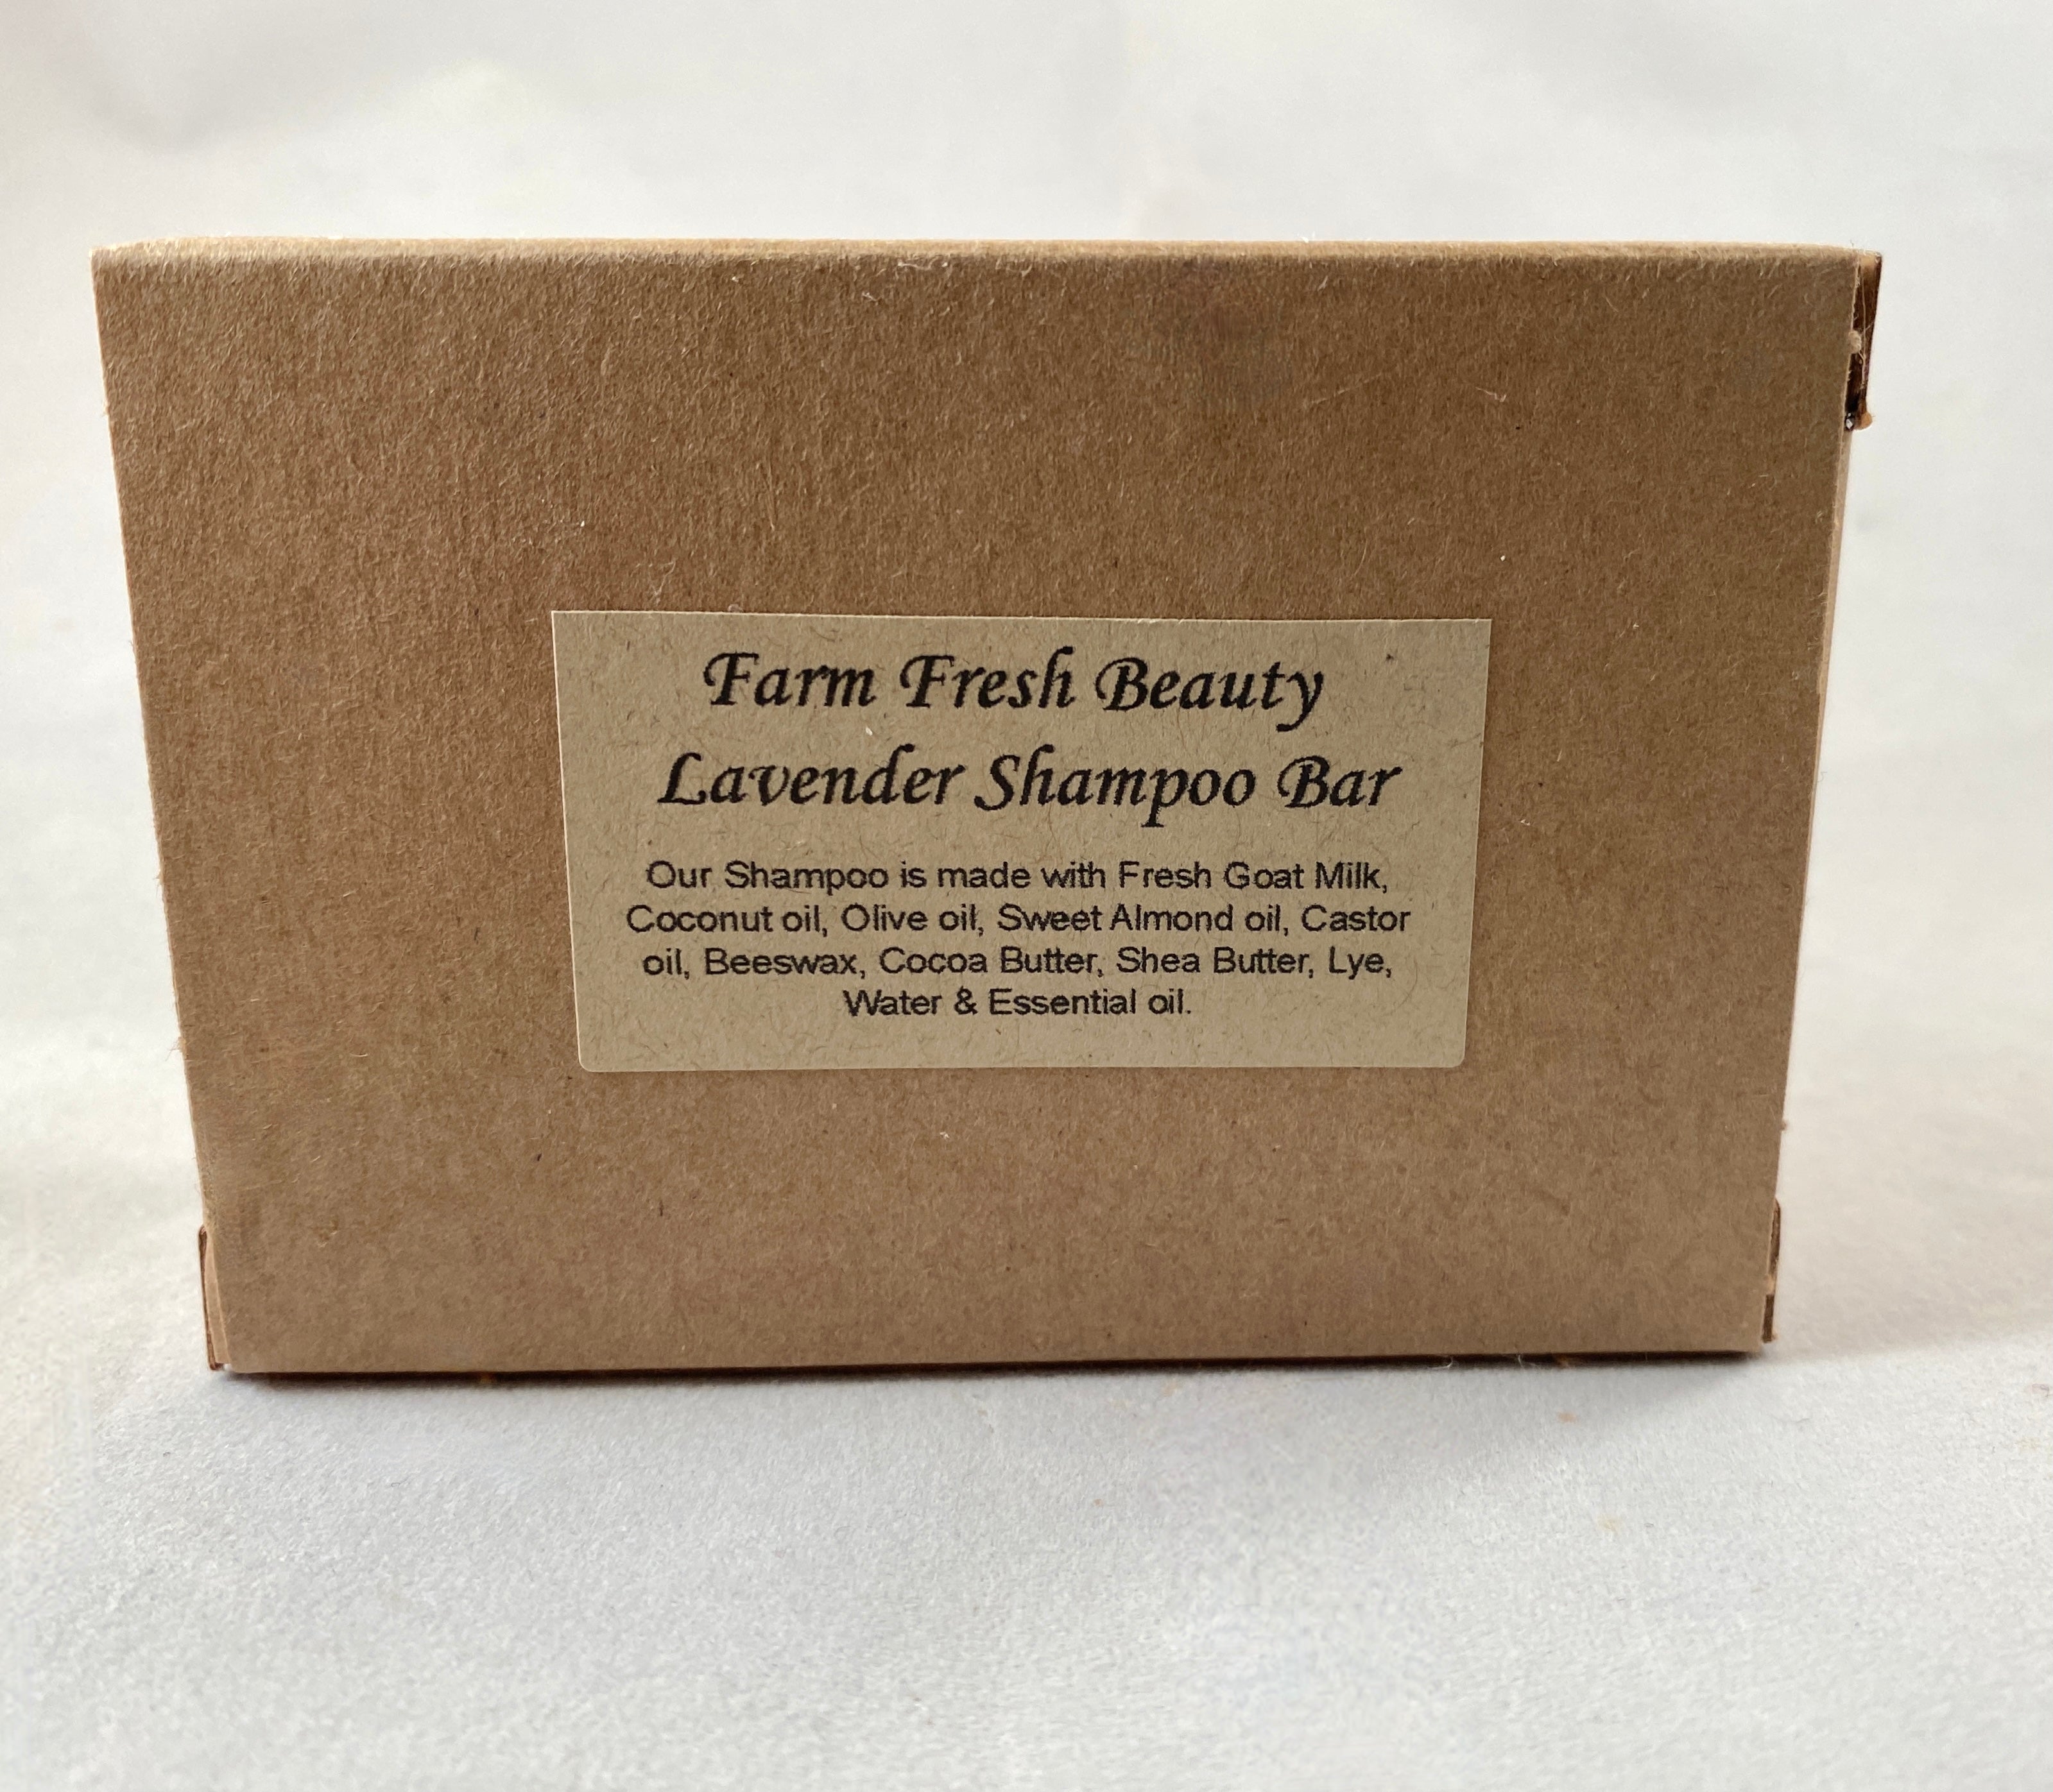 Farm Fresh Beauty
Lavender Shampoo Bar
Our Shampoo is made with Fresh Goat Milk,
Coconut oil, Olive oil, Sweet Almond oil, Castor
oil, Beeswax, Cocoa Butter, Shea Butter, Lye,
Water & Essential oil.